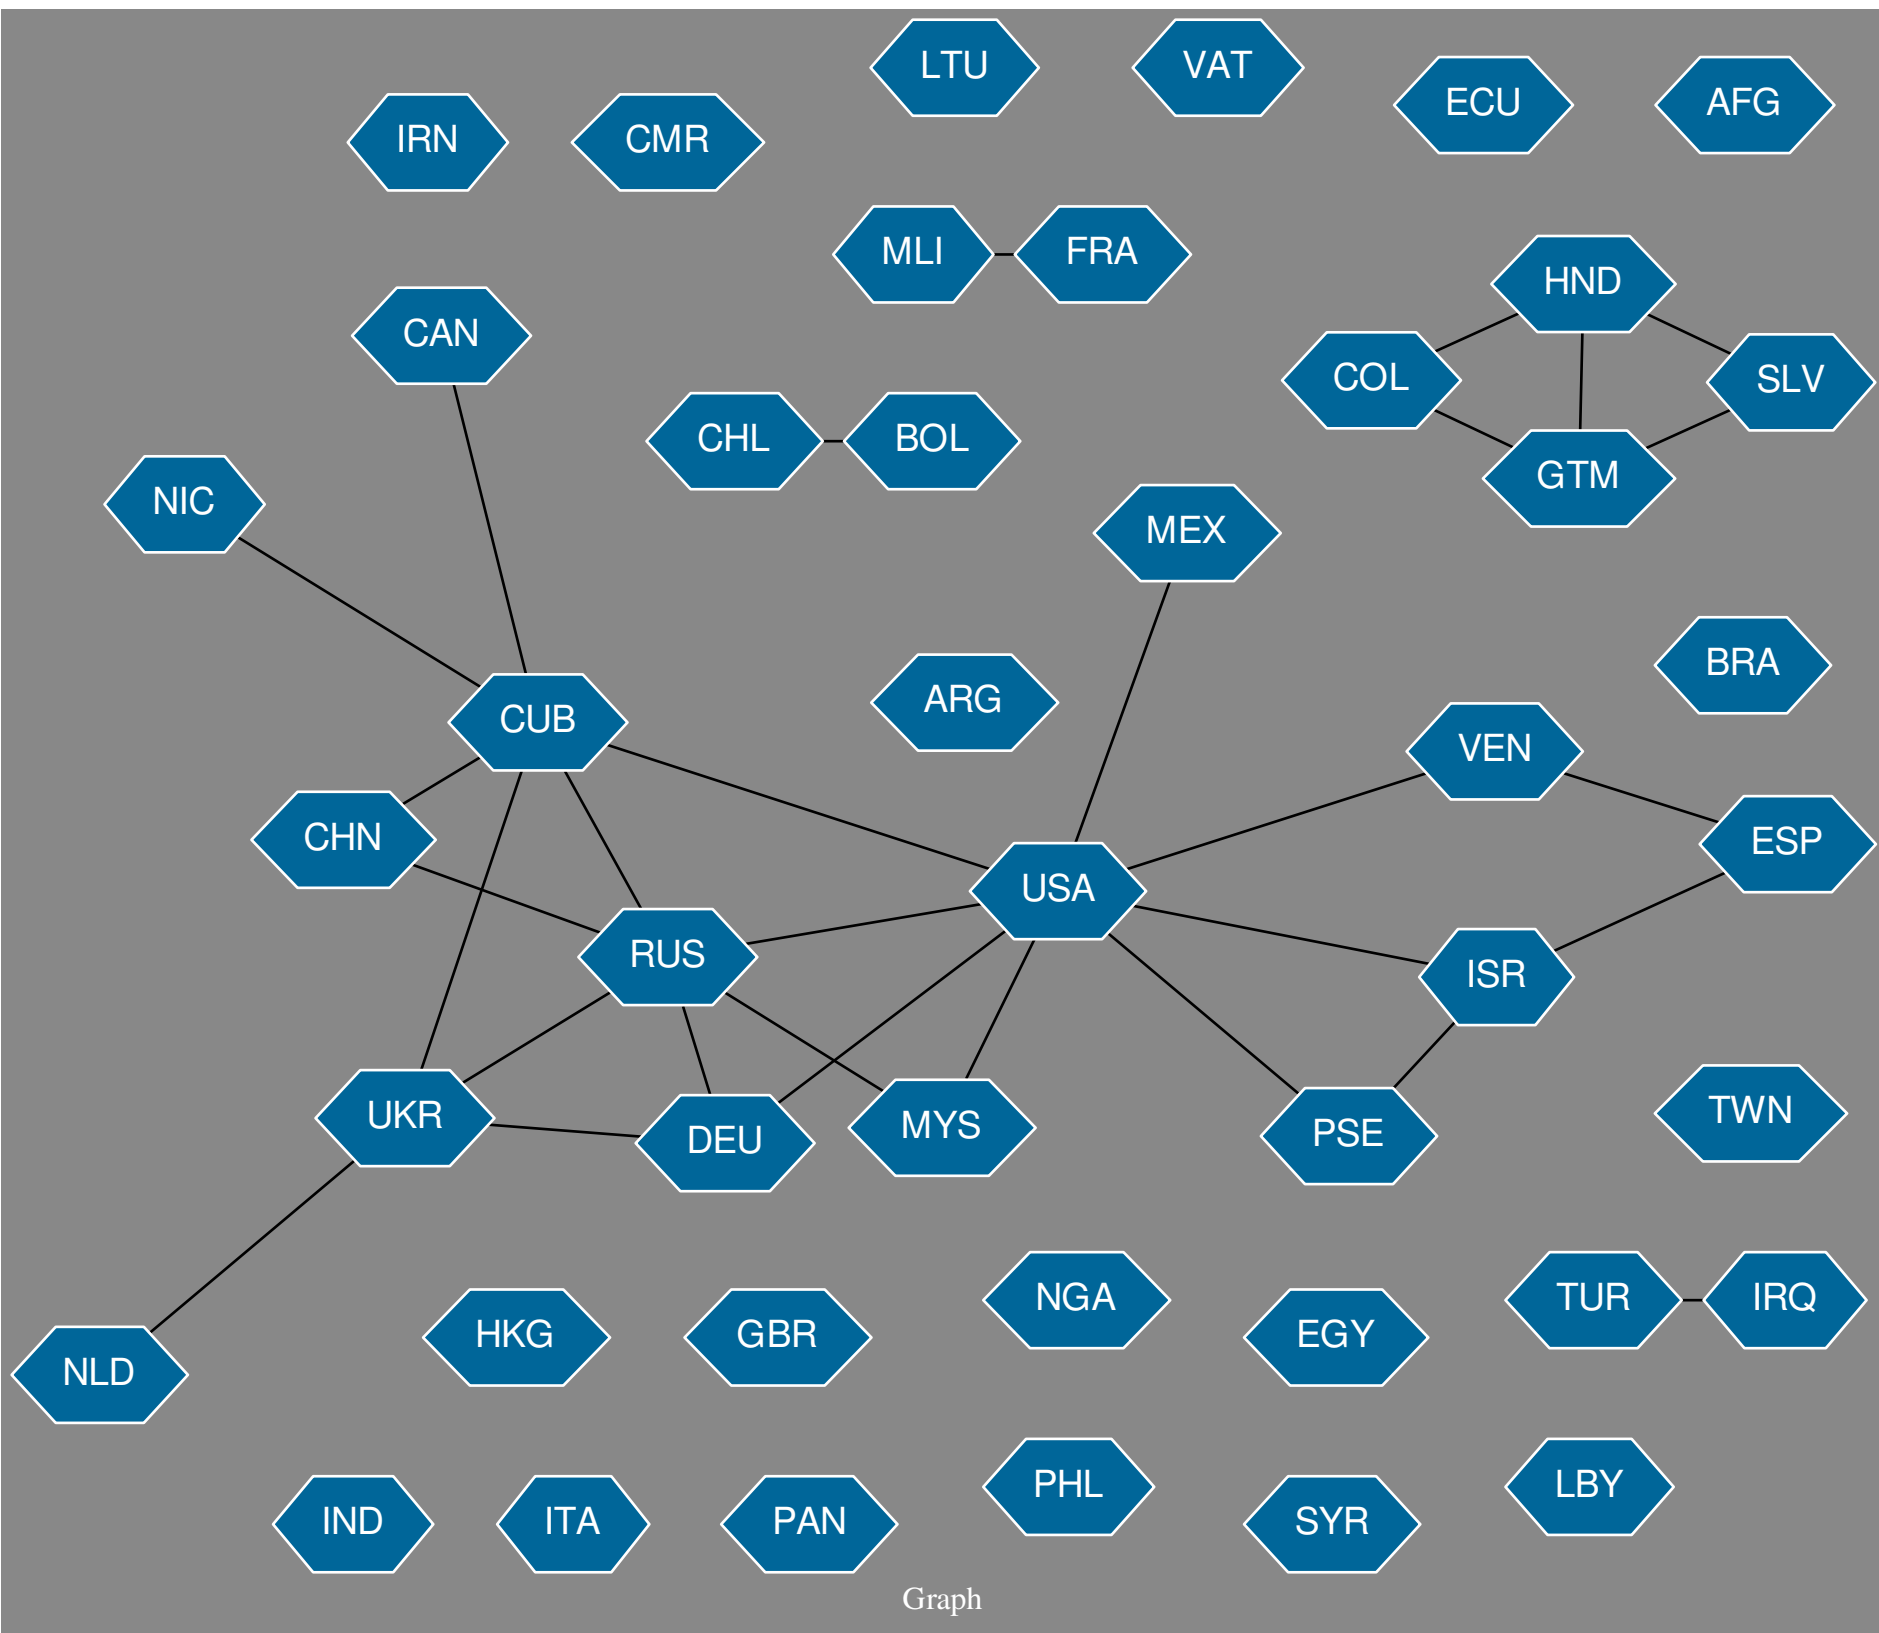 LTU
VAT
ECU
AFG
IRN
CMR
MLI
FRA
HND
CAN
COL
SLV
CHL
BOL
GTM
NIC
MEX
BRA
ARG
CUB
VEN
CHN
ESP
USA
RUS
ISR
UKR
DEU
MYS
PSE
TWN
NGA
TUR
IRQ
HKG
GBR
EGY
NLD
PHL
LBY
IND
ITA
PAN
SYR
Graph